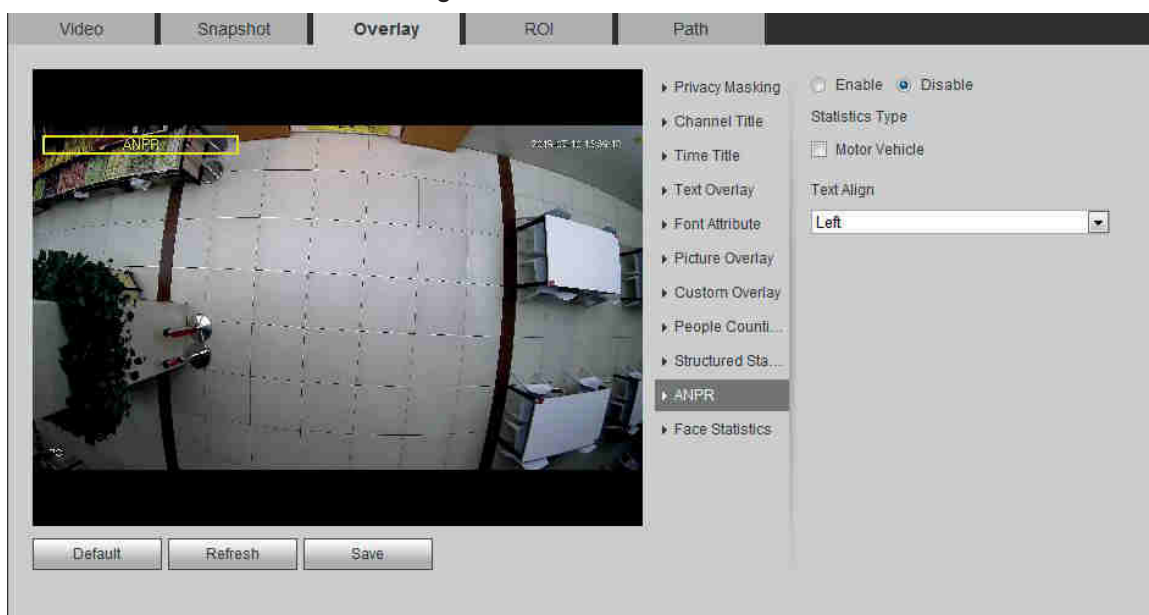 Video
Snapshot
Overlay
ROI
Path
ANPR
Privacy Masking
Channel Title
Time Title
Text Overlay
Font Attribute
Picture Overlay
Custom Overlay
People Counti...
Structured Sta...
ANPR
Face Statistics
Enable
Disable
Statistics Type
Motor Vehicle
Text Align
Left
Default
Refresh
Save